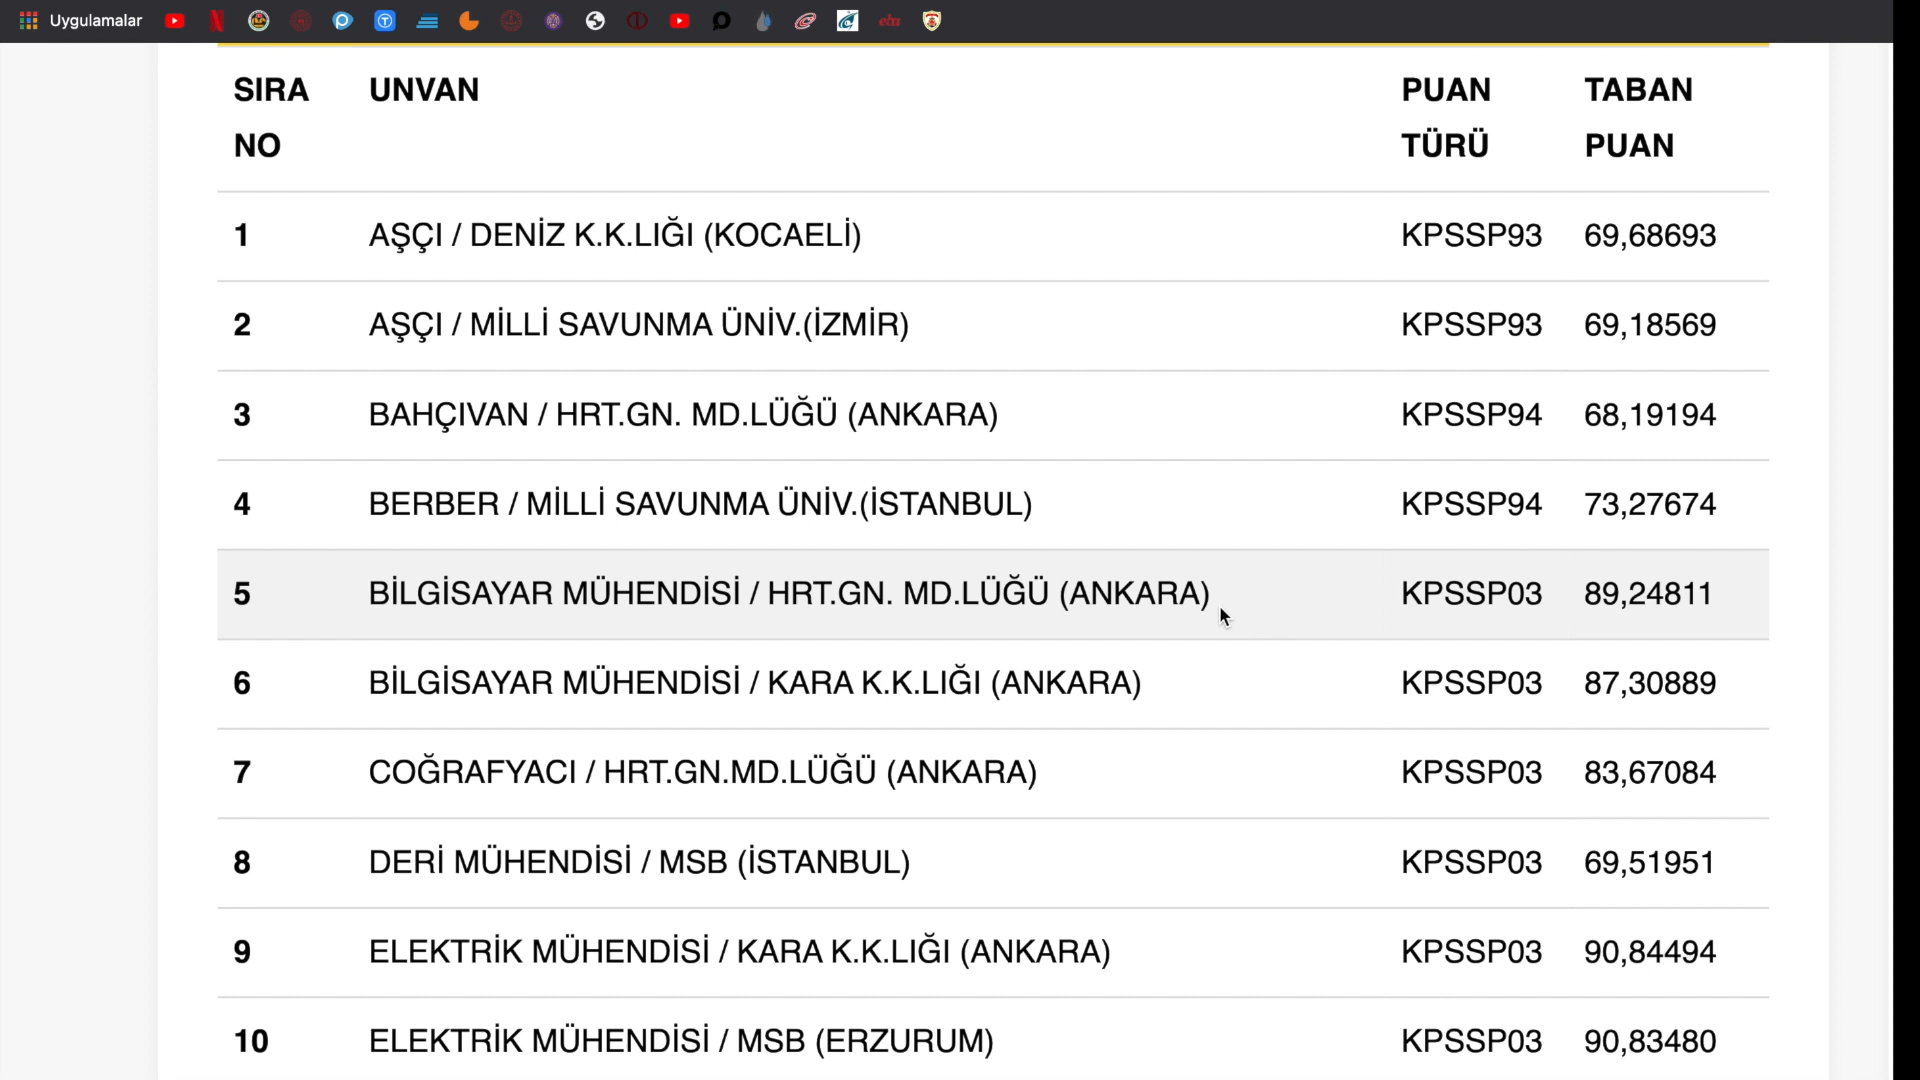 Uygulamalar
SIRA NO UNVAN PUAN TÜRÜ TABAN PUAN
1 AŞÇI / DENİZ K.K.LIĞI (KOCAELİ) KPSSP93 69,68693
2 AŞÇI / MİLLİ SAVUNMA ÜNİV.(İZMİR) KPSSP93 69,18569
3 BAHÇIVAN / HRT.GN. MD.LÜĞÜ (ANKARA) KPSSP94 68,19194
4 BERBER / MİLLİ SAVUNMA ÜNİV.(İSTANBUL) KPSSP94 73,27674
5 BİLGİSAYAR MÜHENDİSİ / HRT.GN. MD.LÜĞÜ (ANKARA) KPSSP03 89,24811
6 BİLGİSAYAR MÜHENDİSİ / KARA K.K.LIĞI (ANKARA) KPSSP03 87,30889
7 COĞRAFYACI / HRT.GN.MD.LÜĞÜ (ANKARA) KPSSP03 83,67084
8 DERİ MÜHENDİSİ / MSB (İSTANBUL) KPSSP03 69,51951
9 ELEKTRİK MÜHENDİSİ / KARA K.K.LIĞI (ANKARA) KPSSP03 90,84494
10 ELEKTRİK MÜHENDİSİ / MSB (ERZURUM) KPSSP03 90,83480